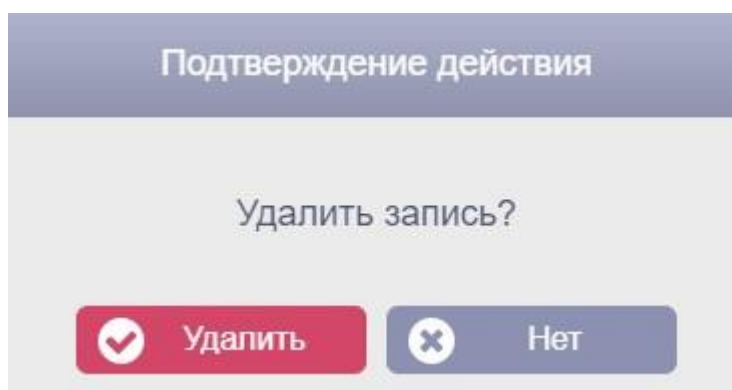 Подтверждение действия
Удалить запись?
Удалить
Нет